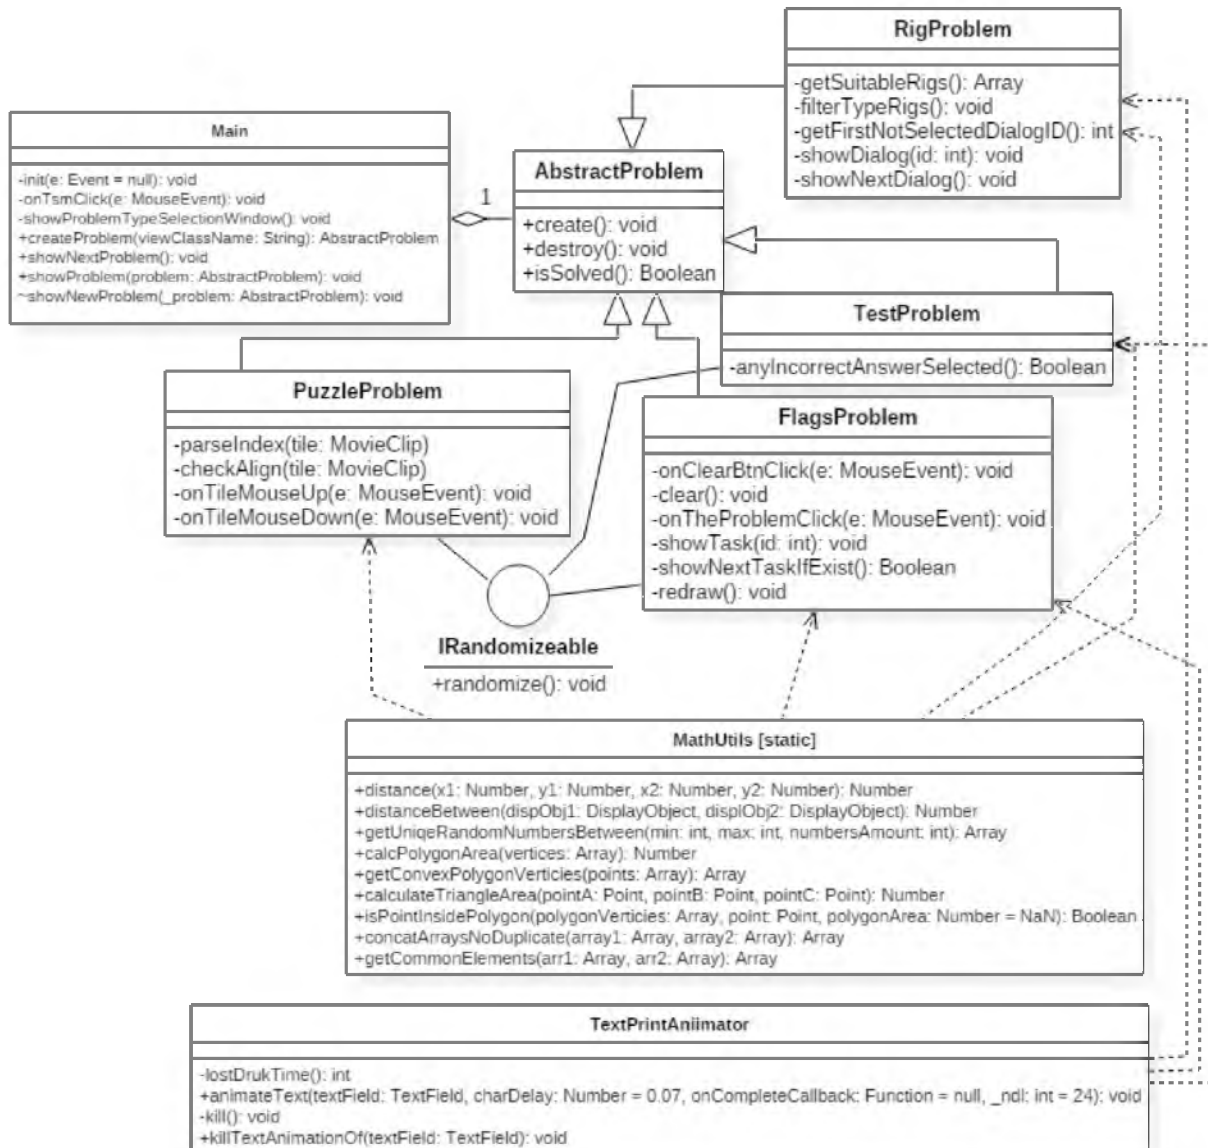 RigProblem
-getSuitableRigs(): Array
-filterTypeRigs(): void
-getFirstNotSelectedDialogID(): int
-showDialog(id: int): void
-showNextDialog(): void
Main
-init(e: Event = null): void
-onTsmClick(e: MouseEvent): void
-showProblemTypeSelectionWindow(): void
+createProblem(viewClassName: String): AbstractProblem
+showNextProblem(): void
+showProblem(problem: AbstractProblem): void
~showNewProblem(_problem: AbstractProblem): void
1
AbstractProblem
+create(): void
+destroy(): void
+isSolved(): Boolean
TestProblem
-anyIncorrectAnswerSelected(): Boolean
PuzzleProblem
-parseIndex(tile: MovieClip)
-checkAlign(tile: MovieClip)
-onTileMouseUp(e: MouseEvent): void
-onTileMouseDown(e: MouseEvent): void
FlagsProblem
-onClearBtnClick(e: MouseEvent): void
-clear(): void
-onTheProblemClick(e: MouseEvent): void
-showTask(id: int): void
-showNextTaskIfExist(): Boolean
-redraw(): void
IRandomizeable
+randomize(): void
MathUtils [static]
+distance(x1: Number, y1: Number, x2: Number, y2: Number): Number
+distanceBetween(dispObj1: DisplayObject, displObj2: DisplayObject): Number
+getUniqeRandomNumbersBetween(min: int, max: int, numbersAmount: int): Array
+calcPolygonArea(vertices: Array): Number
+getConvexPolygonVerticies(points: Array): Array
+calculateTriangleArea(pointA: Point, pointB: Point, pointC: Point): Number
+isPointInsidePolygon(polygonVerticies: Array, point: Point, polygonArea: Number = NaN): Boolean
+concatArraysNoDuplicate(array1: Array, array2: Array): Array
+getCommonElements(arr1: Array, arr2: Array): Array
TextPrintAniimator
-lostDrukTime(): int
+animateText(textField: TextField, charDelay: Number = 0.07, onCompleteCallback: Function = null, _ndl: int = 24): void
-kill(): void
+killTextAnimationOf(textField: TextField): void